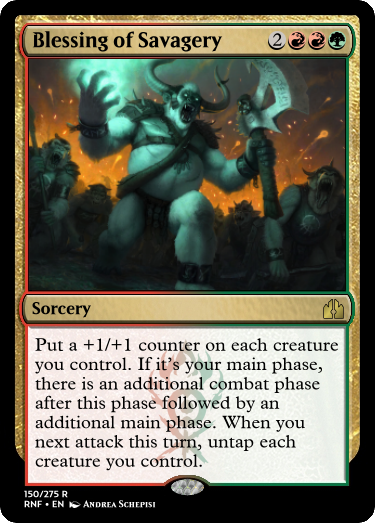 Blessing of Savagery 2
Sorcery
Put a +1/+1 counter on each creature
you control. If it's your main phase,
there is an additional combat phase
after this phase followed by an
additional main phase. When you
next attack this turn, untap each
creature you control.
150/275 R
RNF • EN Andrea Schepisi